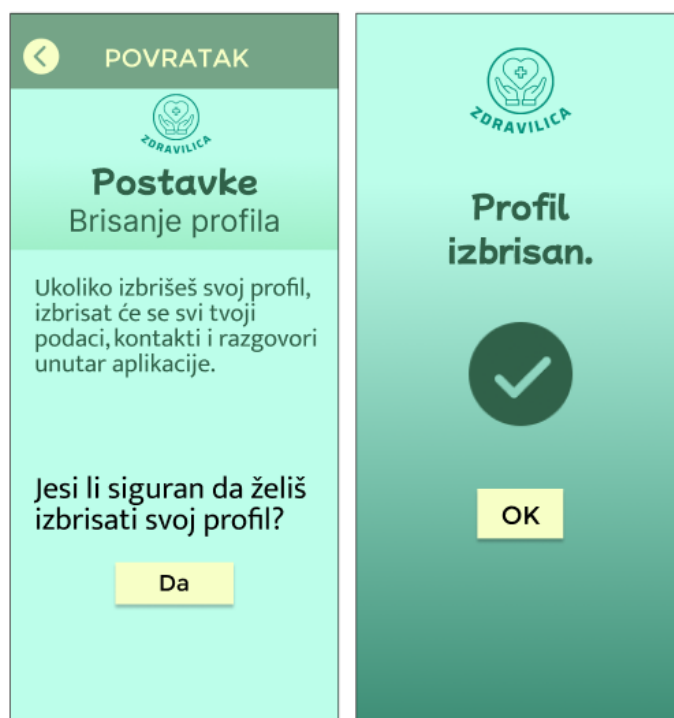 POVRATAK
ZDRAVILICA
Postavke
Brisanje profila
Ukoliko izbrišeš svoj profil,
izbrisat će se svi tvoji
podaci, kontakti i razgovori
unutar aplikacije.
Jesi li siguran da želiš
izbrisati svoj profil?
Da
ZDRAVILICA
Profil
izbrisan.
OK